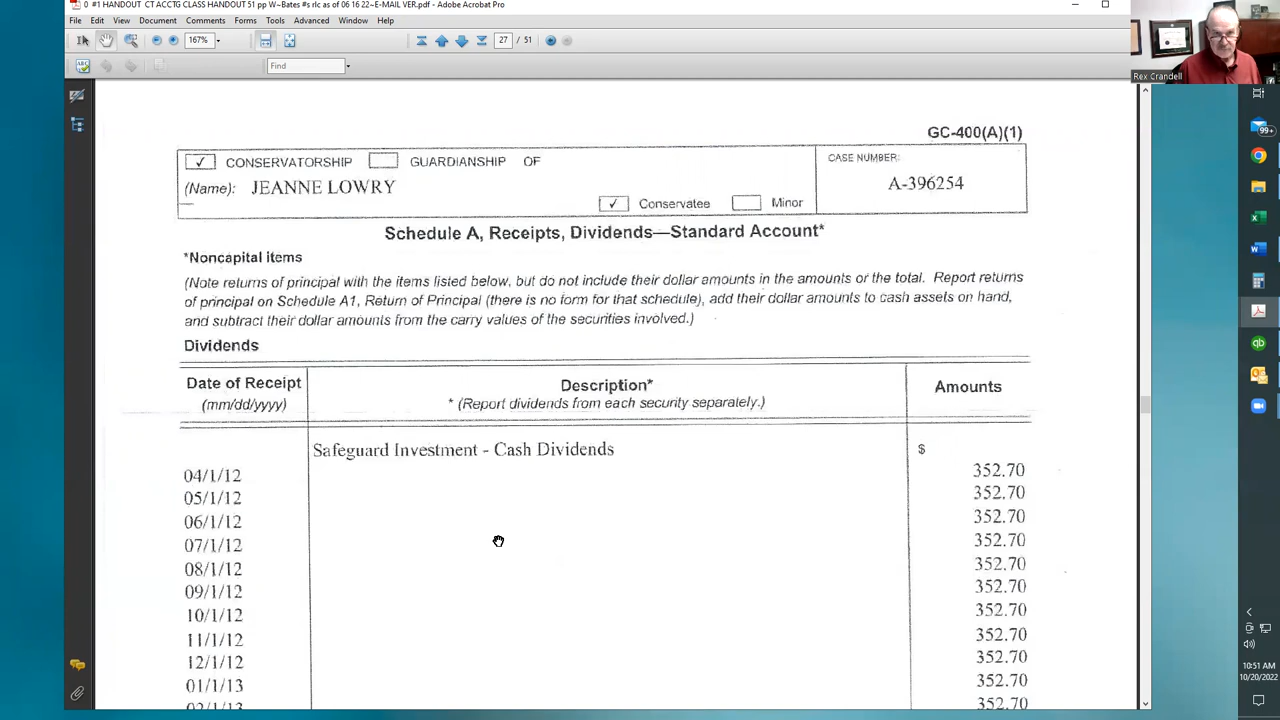 0 #1 HANDOUT CT ACCTG CLASS HANDOUT 51 pp W~Bates #s rlc as of 06 16 22~E-MAIL VER.pdf - Adobe Acrobat Pro
File Edit View Document Comments Forms Tools Advanced Window Help
167% 27 / 51
Find
Rex Crandell
GC-400(A)(1)
✓ CONSERVATORSHIP GUARDIANSHIP OF
CASE NUMBER:
(Name): JEANNE LOWRY
A-396254
✓ Conservatee Minor
Schedule A, Receipts, Dividends—Standard Account*
*Noncapital items
(Note returns of principal with the items listed below, but do not include their dollar amounts in the amounts or the total. Report returns
of principal on Schedule A1, Return of Principal (there is no form for that schedule), add their dollar amounts to cash assets on hand,
and subtract their dollar amounts from the carry values of the securities involved.)
Dividends
Date of Receipt Description* Amounts
(mm/dd/yyyy) * (Report dividends from each security separately.)
Safeguard Investment - Cash Dividends $
04/1/12 352.70
05/1/12 352.70
06/1/12 352.70
07/1/12 352.70
08/1/12 352.70
09/1/12 352.70
10/1/12 352.70
11/1/12 352.70
12/1/12 352.70
01/1/13 352.70
02/1/13 352.70
99+
10:51 AM
10/20/2022